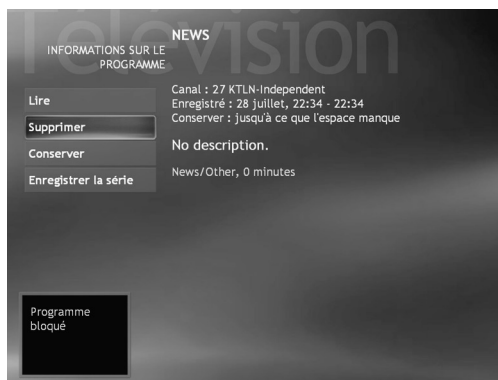 Télévision
INFORMATIONS SUR LE
PROGRAMME
NEWS
Canal : 27 KTLN-Independent
Enregistré : 28 juillet, 22:34 - 22:34
Conserver : jusqu'à ce que l'espace manque
No description.
News/Other, 0 minutes
Lire
Supprimer
Conserver
Enregistrer la série
Programme
bloqué